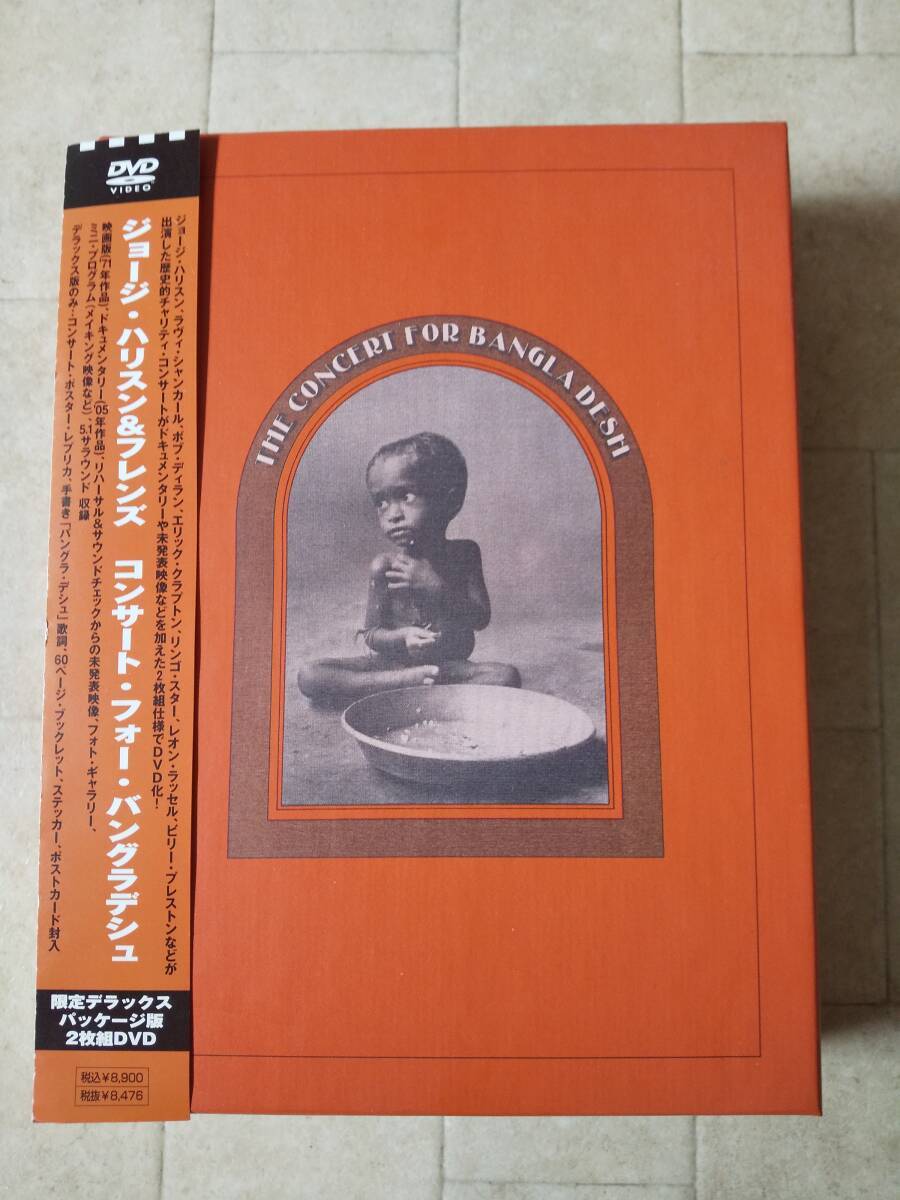 DVD
VIDEO
ジョージ・ハリスン、ラヴィ・シャンカール、ボブ・ディラン、エリック・クラプトン、リンゴ・スター、レオン・ラッセル、ビリー・プレストンなどが
出演した歴史的チャリティ・コンサートがドキュメンタリーや未発表映像などを加えた2枚組仕様でDVD化!
ジョージ・ハリスン&フレンズ コンサート・フォー・バングラデシュ
映画版('71年作品)、ドキュメンタリー('05年作品)、リハーサル&サウンドチェックからの未発表映像、フォト・ギャラリー、
ミニ・プログラム(メイキング映像など)、5.1サラウンド 収録
デラックス版のみ:コンサート・ポスター・レプリカ、手書き「バングラ・デシュ」歌詞、60ページ・ブックレット、ステッカー、ポストカード封入
限定デラックス
パッケージ版
2枚組DVD
税込¥8,900
税抜¥8,476
THE CONCERT FOR BANGLA DESH